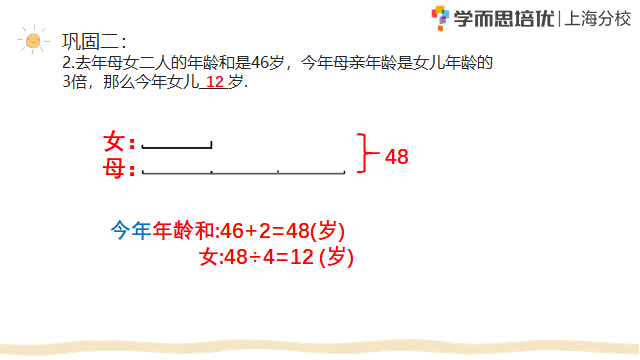 学而思培优 | 上海分校
巩固二：
2.去年母女二人的年龄和是46岁，今年母亲年龄是女儿年龄的
3倍，那么今年女儿 12 岁.
女：
母：
48
今年年龄和:46+2=48(岁)
女:48÷4=12 (岁)